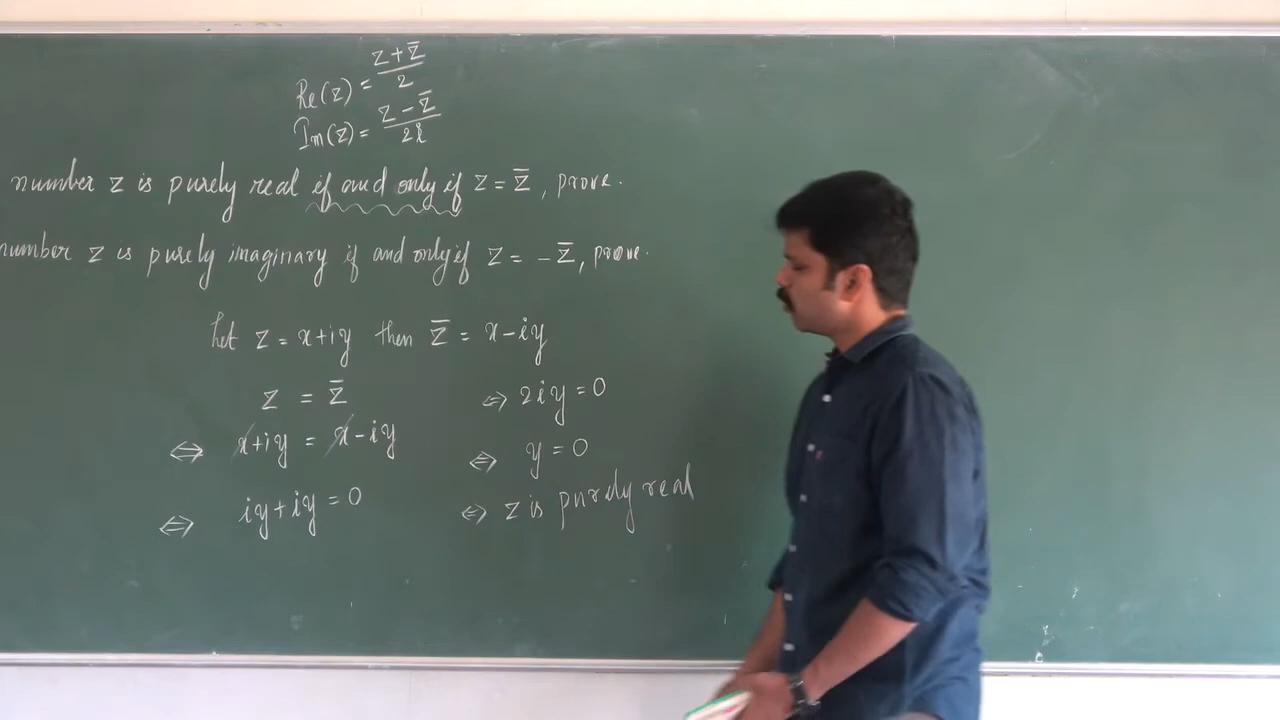 Re(z) = z + z̄ / 2
Im(z) = z - z̄ / 2i
number z is purely real if and only if z = z̄, prove.
number z is purely imaginary if and only if z = - z̄, prove.
Let z = x+iy then z̄ = x-iy
z = z̄
⇔ x+iy = x-iy
⇔ iy+iy = 0
⇔ 2iy = 0
⇔ y = 0
⇔ z is purely real